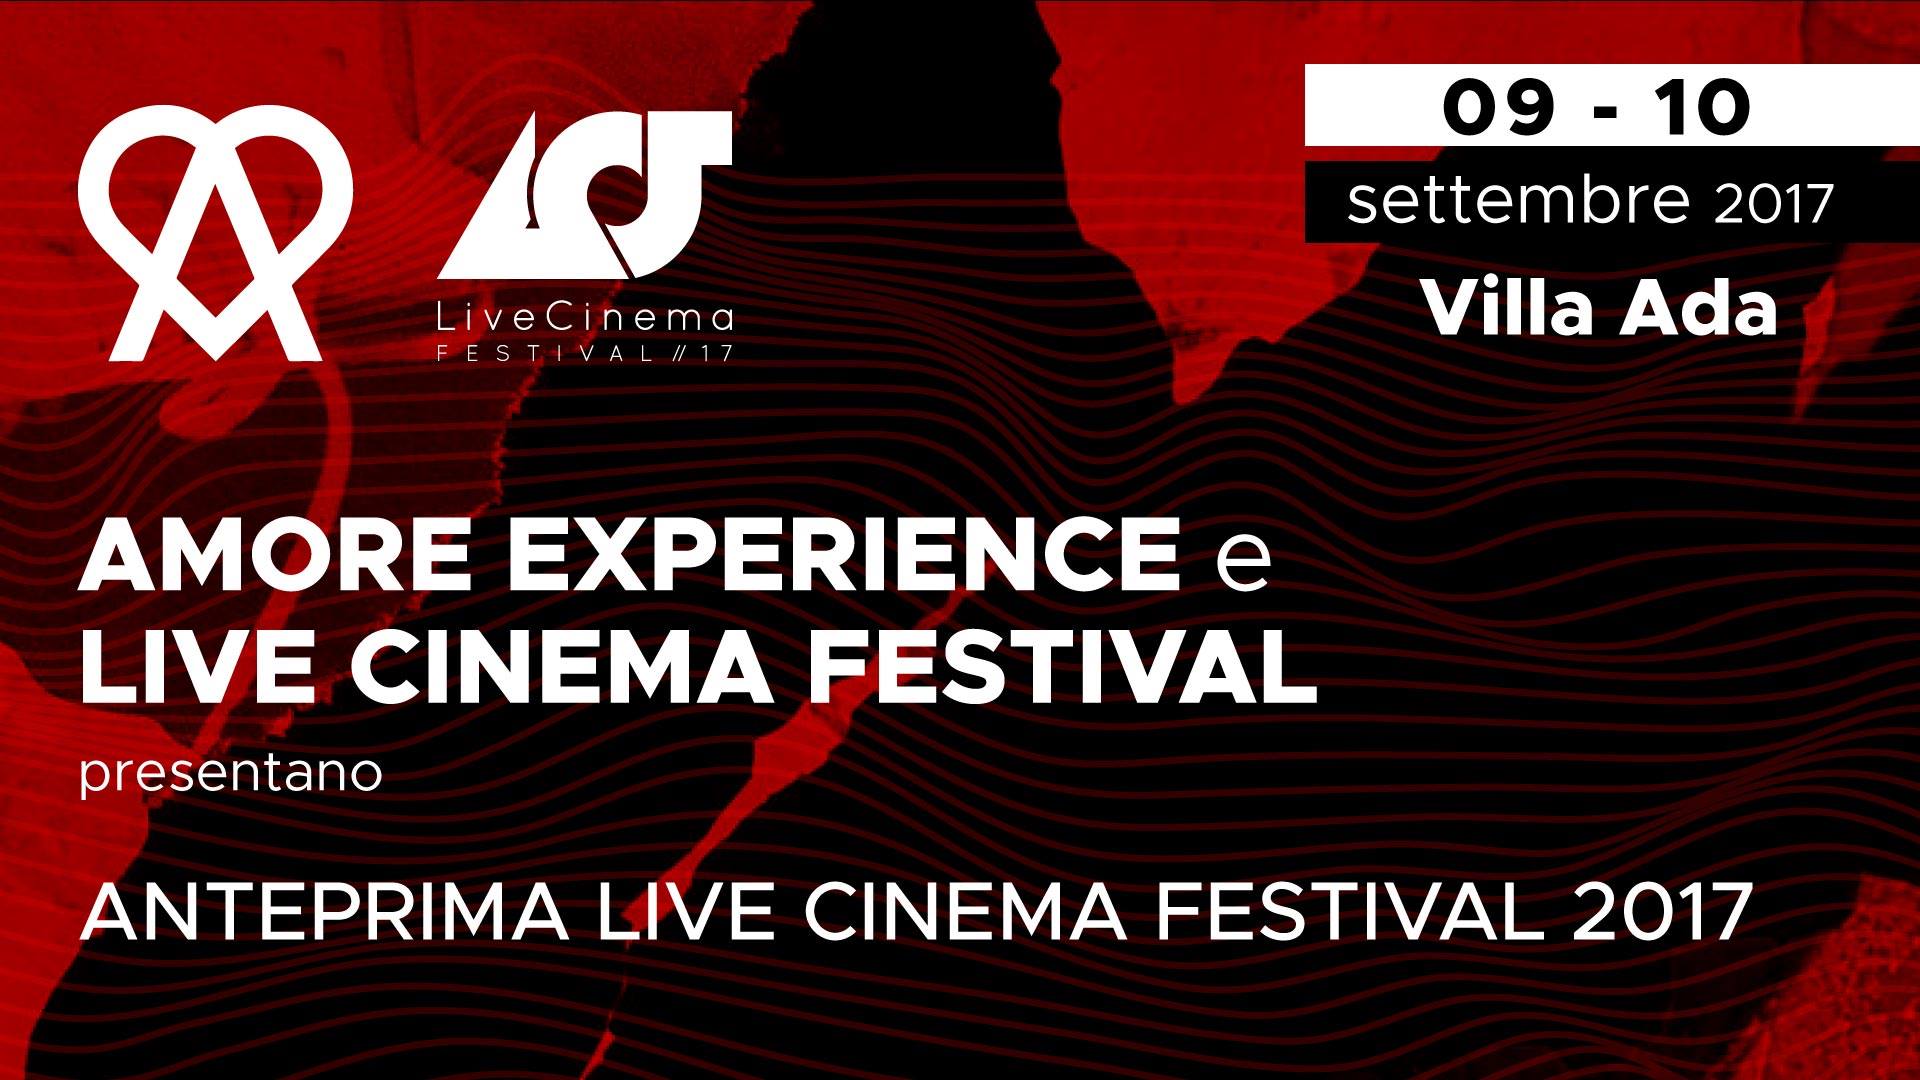 LiveCinema
FESTIVAL // 17
09 - 10
settembre 2017
Villa Ada
AMORE EXPERIENCE e
LIVE CINEMA FESTIVAL
presentano
ANTEPRIMA LIVE CINEMA FESTIVAL 2017